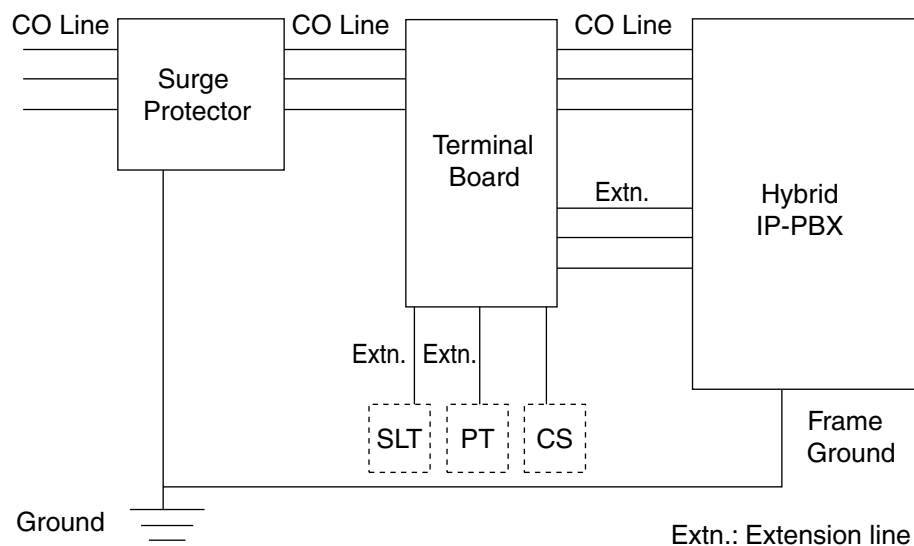 CO Line
CO Line
CO Line
Surge
Protector
Terminal
Board
Hybrid
IP-PBX
Extn.
Extn.
Extn.
SLT
PT
CS
Frame
Ground
Ground
Extn.: Extension line